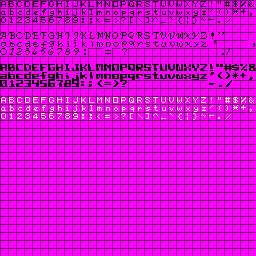 ABCDEFGHIJKLMNOPQRSTUVWXYZ!"#$%&
abcdefghijklmnopqrstuvwxyz'()*+,
0123456789:;<=>?[\]^_`{|}~-./
ABCDEFGHIJKLMNOPQRSTUVWXYZ!"
abcdefghijklmnopqrstuvwxyz'()*+,
0123456789:; = ? -./
ABCDEFGHIJKLMNOPQRSTUVWXYZ!"#$%&
abcdefghijklmnopqrstuvwxyz'()*+,
0123456789:;<=>? -./
ABCDEFGHIJKLMNOPQRSTUVWXYZ!"#$%&
abcdefghijklmnopqrstuvwxyz'()*+,
0123456789:;<=>?[\]^_`{|}~-./